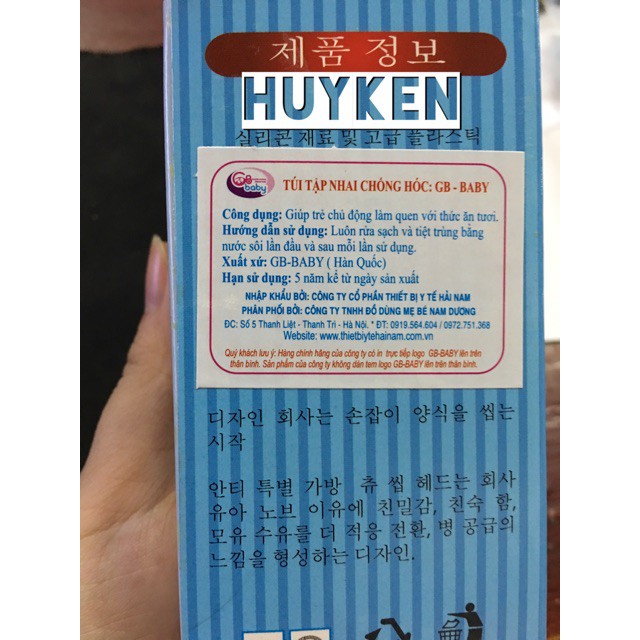 제품 정보
HUYKEN
실리콘 재료 및 고급 플라스틱
GB baby
TÚI TẬP NHAI CHỐNG HÓC: GB - BABY
Công dụng: Giúp trẻ chủ động làm quen với thức ăn tươi.
Hướng dẫn sử dụng: Luôn rửa sạch và tiệt trùng bằng
nước sôi lần đầu và sau mỗi lần sử dụng.
Xuất xứ: GB-BABY ( Hàn Quốc)
Hạn sử dụng: 5 năm kể từ ngày sản xuất
NHẬP KHẨU BỞI: CÔNG TY CỔ PHẦN THIẾT BỊ Y TẾ HẢI NAM
PHÂN PHỐI BỞI: CÔNG TY TNHH ĐỒ DÙNG MẸ BÉ NAM DƯƠNG
ĐC: Số 5 Thanh Liệt - Thanh Trì - Hà Nội. * ĐT: 0919.564.604 / 0972.751.368
Website: www.thietbiytehainam.com.vn
Quý khách lưu ý: Hàng chính hãng của công ty có in trực tiếp logo GB-BABY lên trên
thân bình. Sản phẩm của công ty không dán tem logo GB-BABY lên trên thân bình.
디자인 회사는 손잡이 양식을 씹는
시작
안티 특별 가방 츄 씹 헤드는 회사
유아 노브 이유에 친밀감, 천숙 함,
모유 수유를 더 적응 전환, 병 공급의
느낌을 형성하는 디자인.